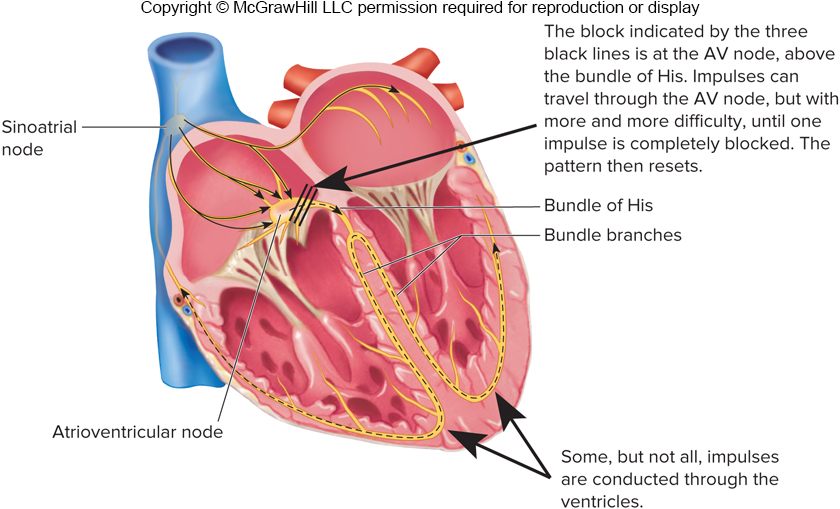 Copyright © McGrawHill LLC permission required for reproduction or display
The block indicated by the three
black lines is at the AV node, above
the bundle of His. Impulses can
travel through the AV node, but with
more and more difficulty, until one
impulse is completely blocked. The
pattern then resets.
Sinoatrial
node
Bundle of His
Bundle branches
Atrioventricular node
Some, but not all, impulses
are conducted through the
ventricles.